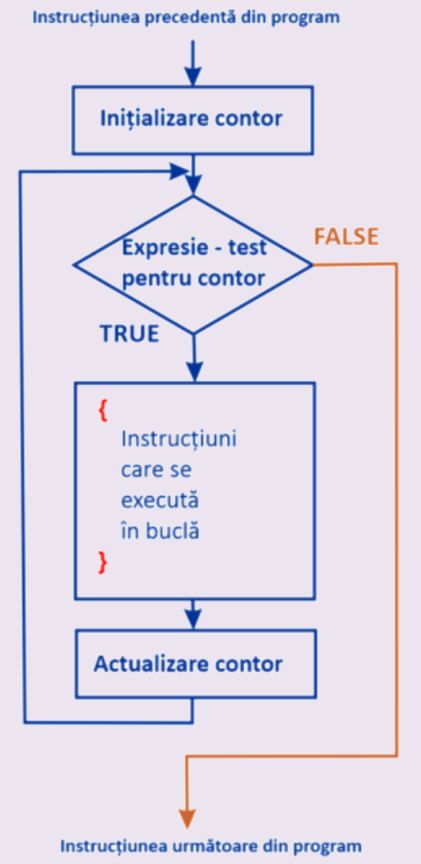 Instrucțiunea precedentă din program
Inițializare contor
Expresie - test
pentru contor
FALSE
TRUE
{
Instrucțiuni
care se
execută
în buclă
}
Actualizare contor
Instrucțiunea următoare din program